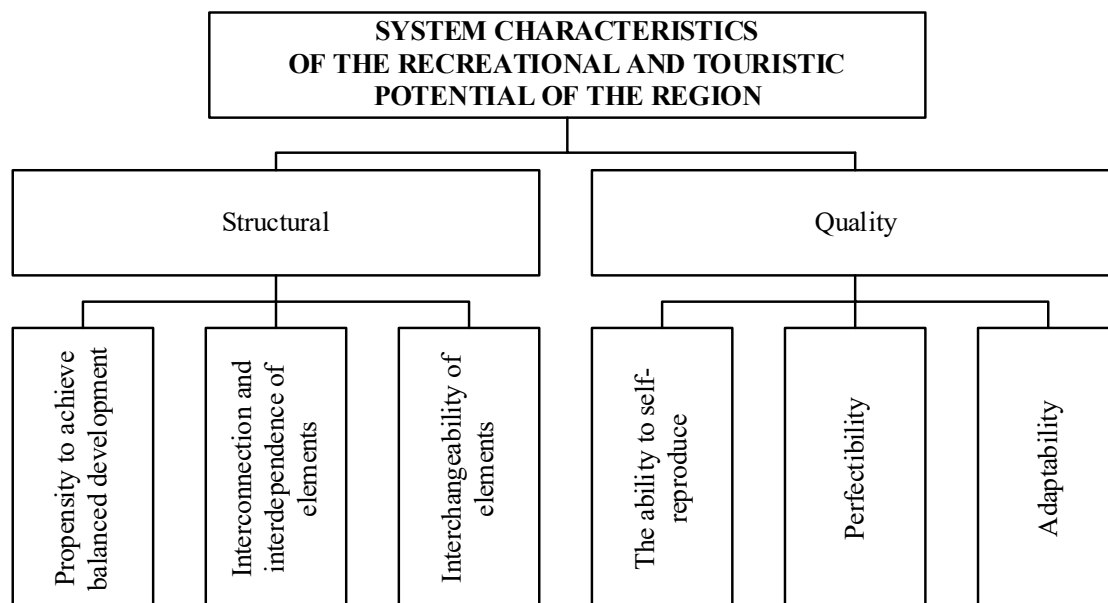 SYSTEM CHARACTERISTICS
OF THE RECREATIONAL AND TOURISTIC
POTENTIAL OF THE REGION
Structural
Quality
Propensity to achieve
balanced development
Interconnection and
interdependence of
elements
Interchangeability of
elements
The ability to self-
reproduce
Perfectibility
Adaptability